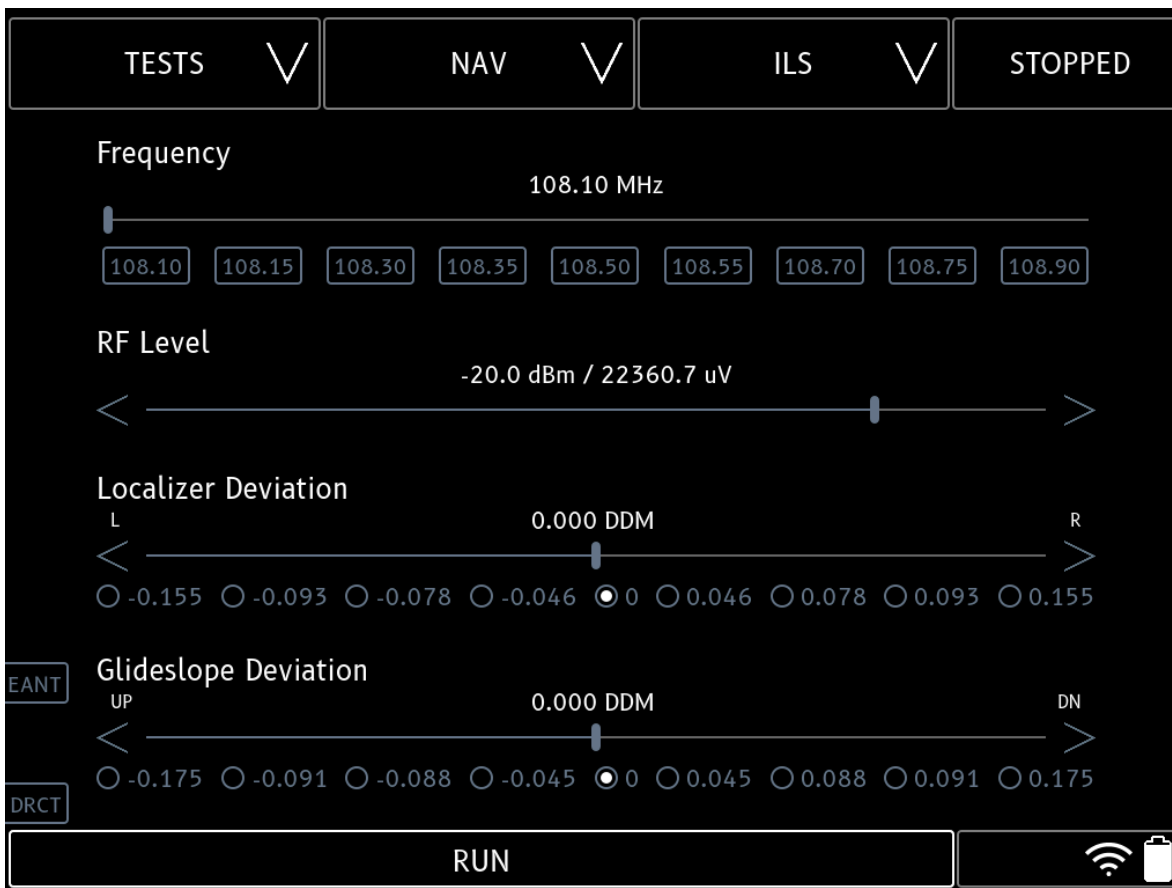 TESTS NAV ILS STOPPED
Frequency
108.10 MHz
108.10 108.15 108.30 108.35 108.50 108.55 108.70 108.75 108.90
RF Level
-20.0 dBm / 22360.7 uV
Localizer Deviation
L 0.000 DDM R
-0.155 -0.093 -0.078 -0.046 0 0.046 0.078 0.093 0.155
Glideslope Deviation
EANT
UP 0.000 DDM DN
-0.175 -0.091 -0.088 -0.045 0 0.045 0.088 0.091 0.175
DRCT
RUN